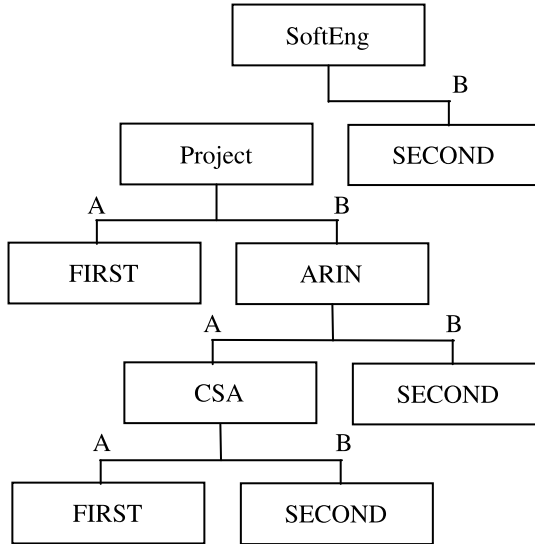 SoftEng
B
SECOND
Project
A B
FIRST ARIN
A B
CSA SECOND
A B
FIRST SECOND